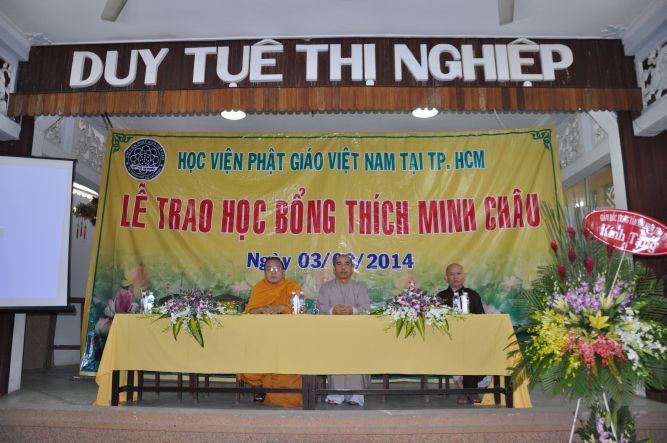 DUY TUỆ THỊ NGHIỆP
HỌC VIỆN PHẬT GIÁO VIỆT NAM TẠI TP. HCM
LỄ TRAO HỌC BỔNG THÍCH MINH CHÂU
Ngày 03/ /2014
Kính Tặng